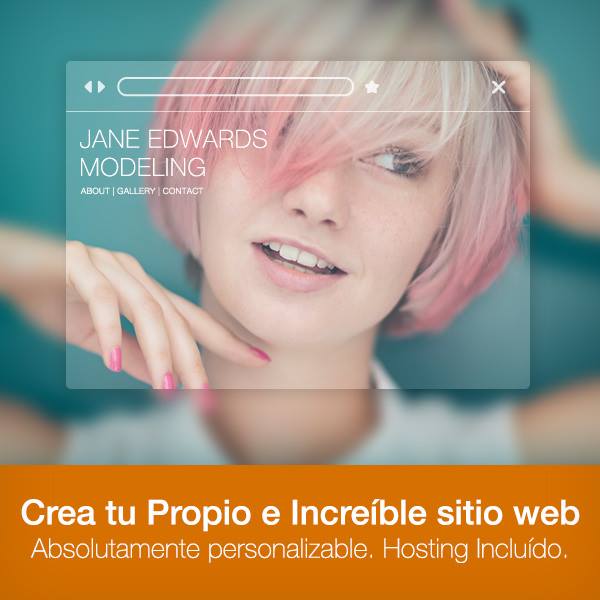 JANE EDWARDS
MODELING
ABOUT | GALLERY | CONTACT
Crea tu Propio e Increíble sitio web
Absolutamente personalizable. Hosting Incluído.